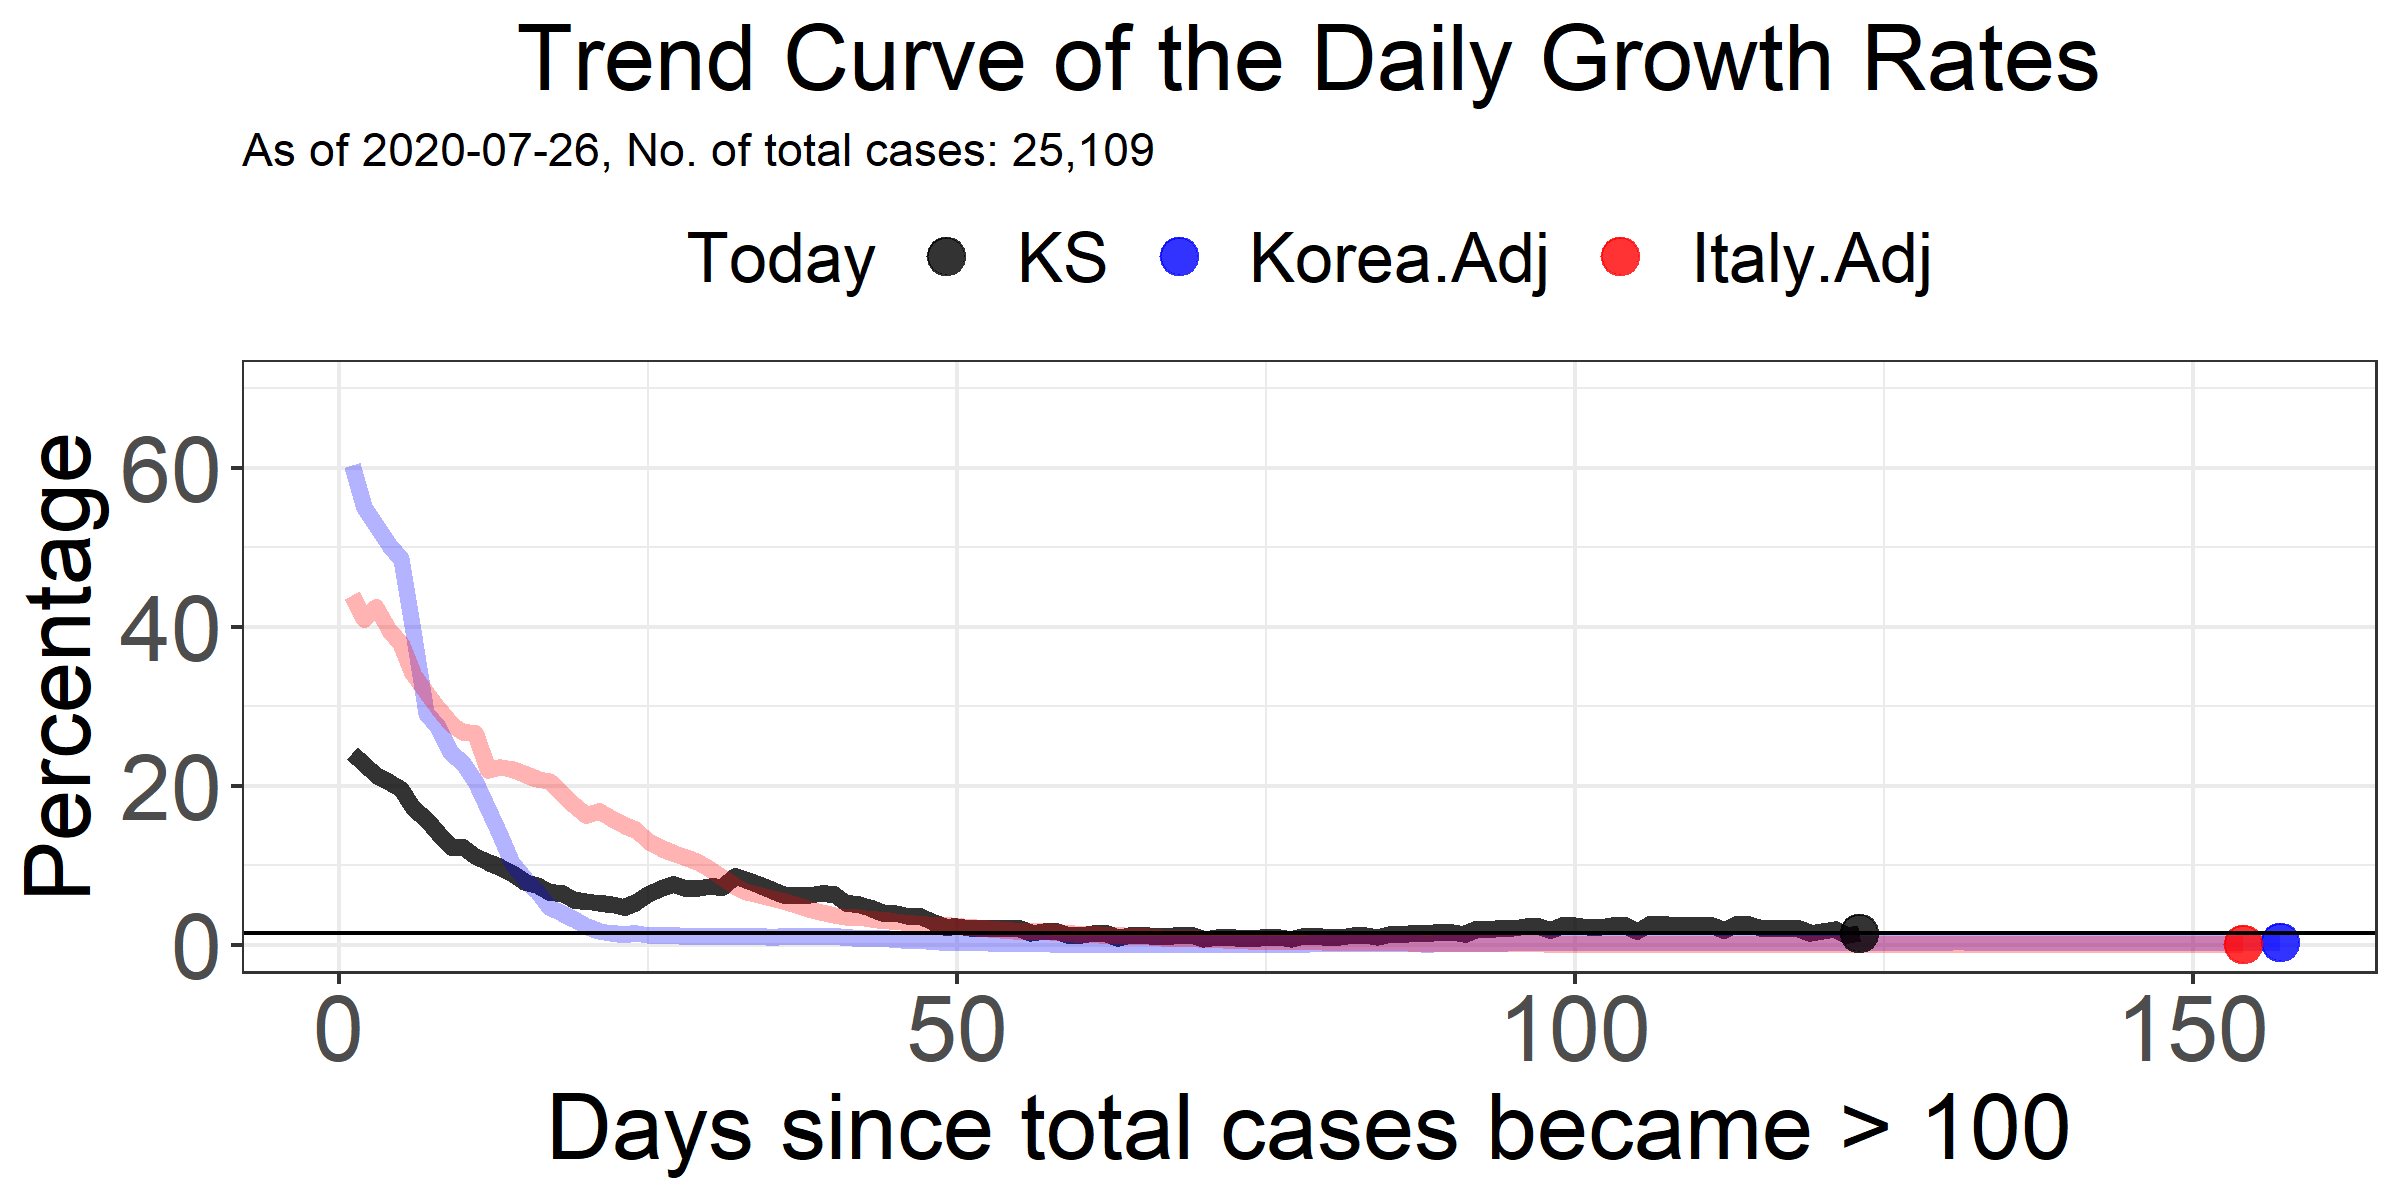 Trend Curve of the Daily Growth Rates
As of 2020-07-26, No. of total cases: 25,109
Today KS Korea.Adj Italy.Adj
Percentage
60
40
20
0
0 50 100 150
Days since total cases became > 100